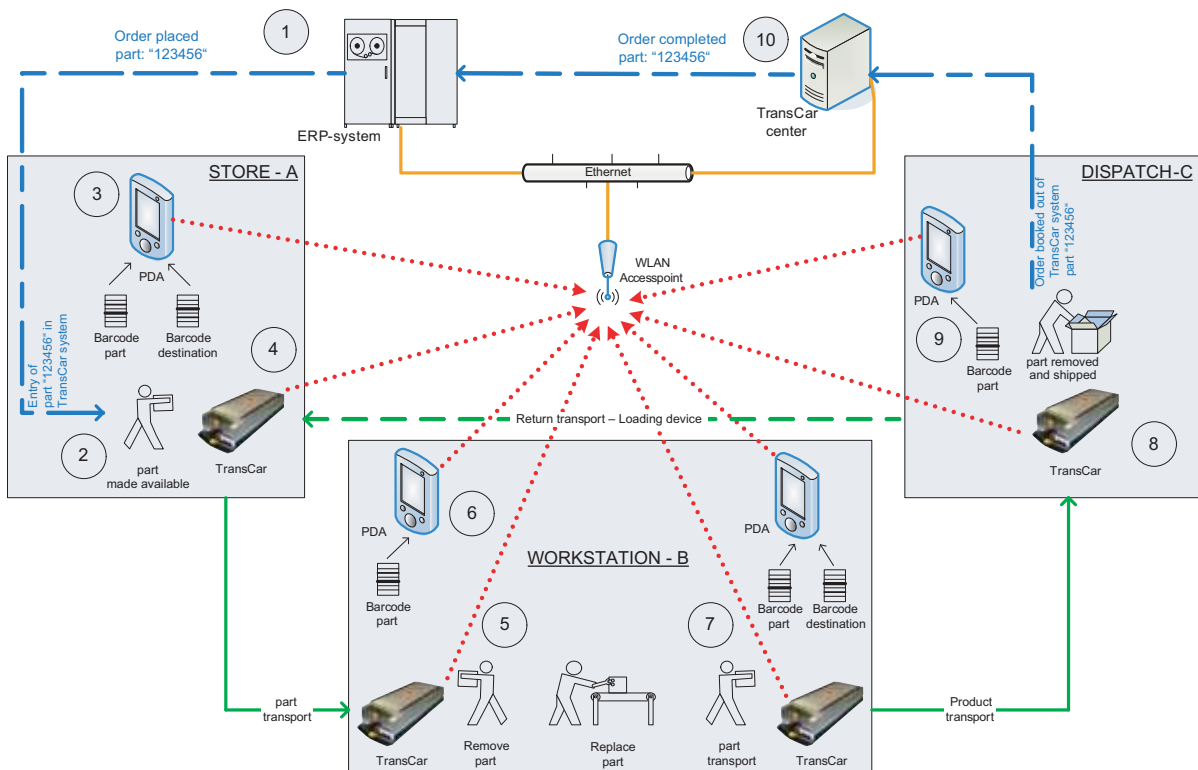 Order placed
part: “123456“
1
ERP-system
Order completed
part: “123456“
10
TransCar
center
Ethernet
WLAN
Accesspoint
STORE - A
3
PDA
Barcode
part
Barcode
destination
4
Entry of
part “123456“ in
TransCar system
2
part
made available
TransCar
DISPATCH-C
Order booked out of
TransCar system
part “123456“
PDA
9
Barcode
part
part removed
and shipped
8
TransCar
Return transport – Loading device
WORKSTATION - B
PDA
6
Barcode
part
5
TransCar
Remove
part
Replace
part
7
PDA
Barcode
part
Barcode
destination
part
transport
TransCar
part
transport
Product
transport